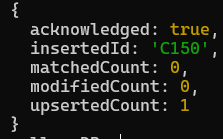 {
  acknowledged: true,
  insertedId: 'C150',
  matchedCount: 0,
  modifiedCount: 0,
  upsertedCount: 1
}